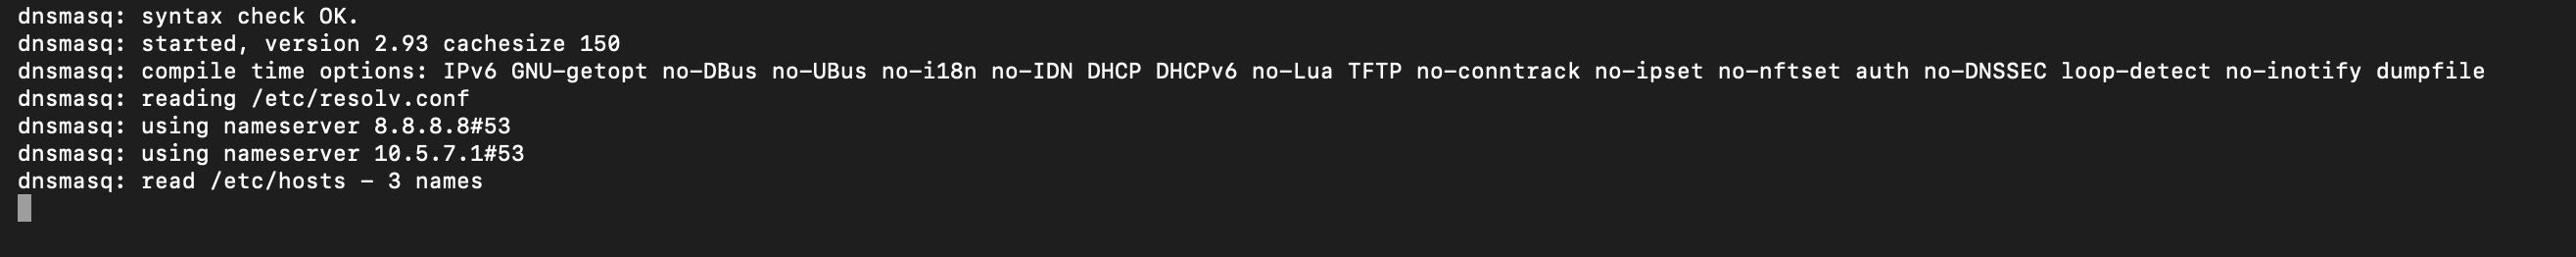 dnsmasq: syntax check OK.
dnsmasq: started, version 2.93 cachesize 150
dnsmasq: compile time options: IPv6 GNU-getopt no-DBus no-UBus no-i18n no-IDN DHCP DHCPv6 no-Lua TFTP no-conntrack no-ipset no-nftset auth no-DNSSEC loop-detect no-inotify dumpfile
dnsmasq: reading /etc/resolv.conf
dnsmasq: using nameserver 8.8.8.8#53
dnsmasq: using nameserver 10.5.7.1#53
dnsmasq: read /etc/hosts - 3 names